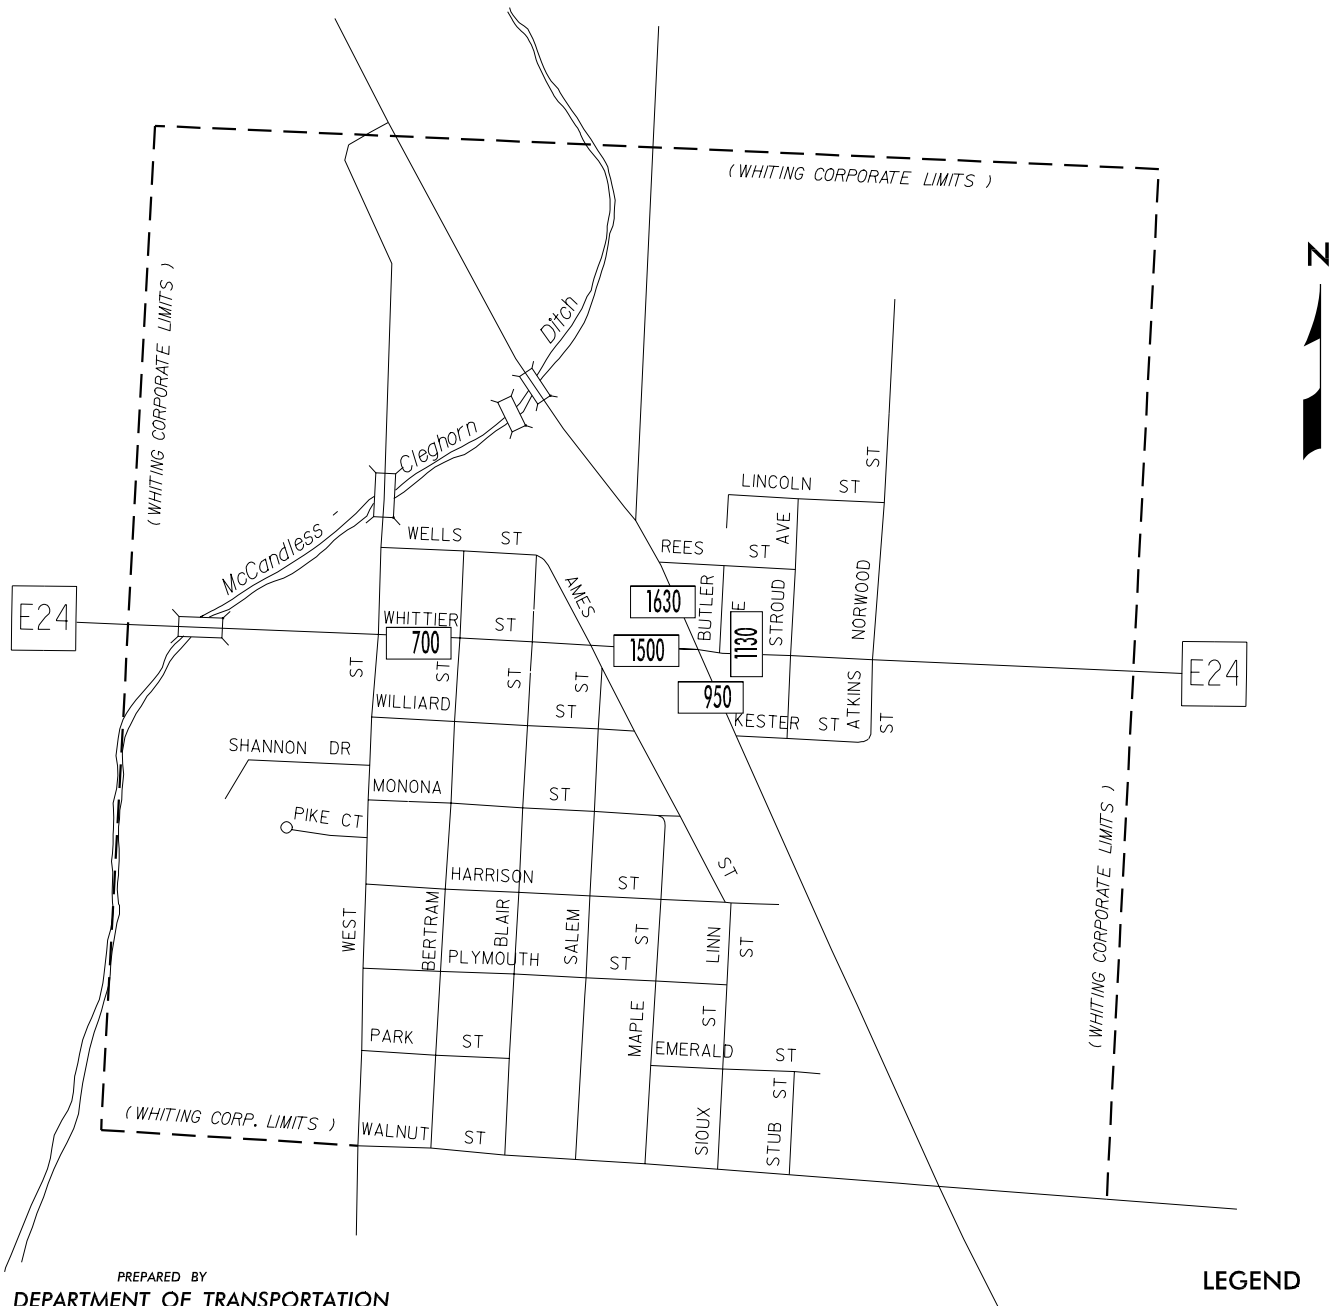 ( WHITING CORPORATE LIMITS )
N
( WHITING CORPORATE LIMITS )
Ditch
Cleghorn
McCandless -
LINCOLN ST
ST
AVE
WELLS ST
REES ST
AMES
NORWOOD
BUTLER
STROUD
E24
1630
WHITTIER ST
700
1500
1130
E
E24
950
ST
ST
ST
ST
WILLIARD ST
KESTER ST
ATKINS
ST
SHANNON DR
MONONA ST
PIKE CT
HARRISON ST
ST
( WHITING CORPORATE LIMITS )
WEST
BERTRAM
BLAIR
SALEM
ST
LINN
ST
PLYMOUTH ST
MAPLE
ST
PARK ST
EMERALD ST
ST
( WHITING CORP. LIMITS )
WALNUT ST
SIOUX
STUB
PREPARED BY
DEPARTMENT OF TRANSPORTATION
LEGEND